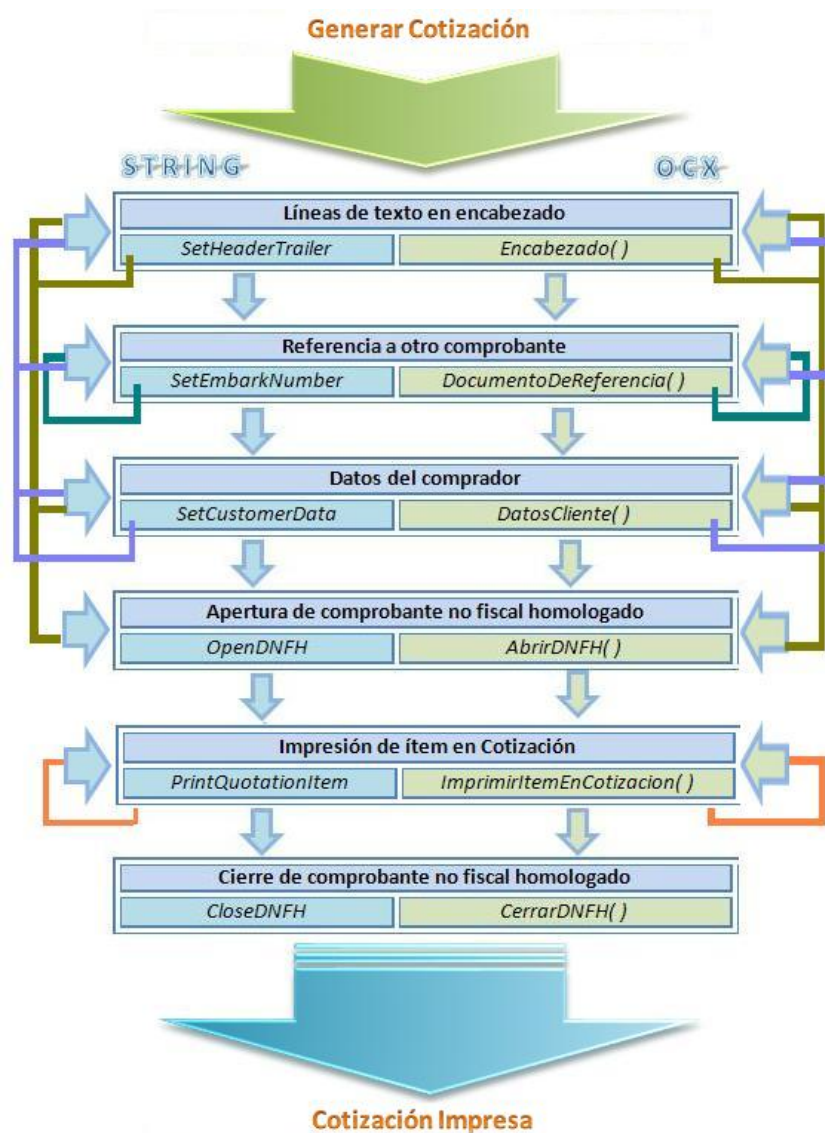 Generar Cotización
STRING OCX
Líneas de texto en encabezado
SetHeaderTrailer Encabezado( )
Referencia a otro comprobante
SetEmbarkNumber DocumentoDeReferencia( )
Datos del comprador
SetCustomerData DatosCliente( )
Apertura de comprobante no fiscal homologado
OpenDNFH AbrirDNFH( )
Impresión de ítem en Cotización
PrintQuotationItem ImprimirItemEnCotizacion( )
Cierre de comprobante no fiscal homologado
CloseDNFH CerrarDNFH( )
Cotización Impresa